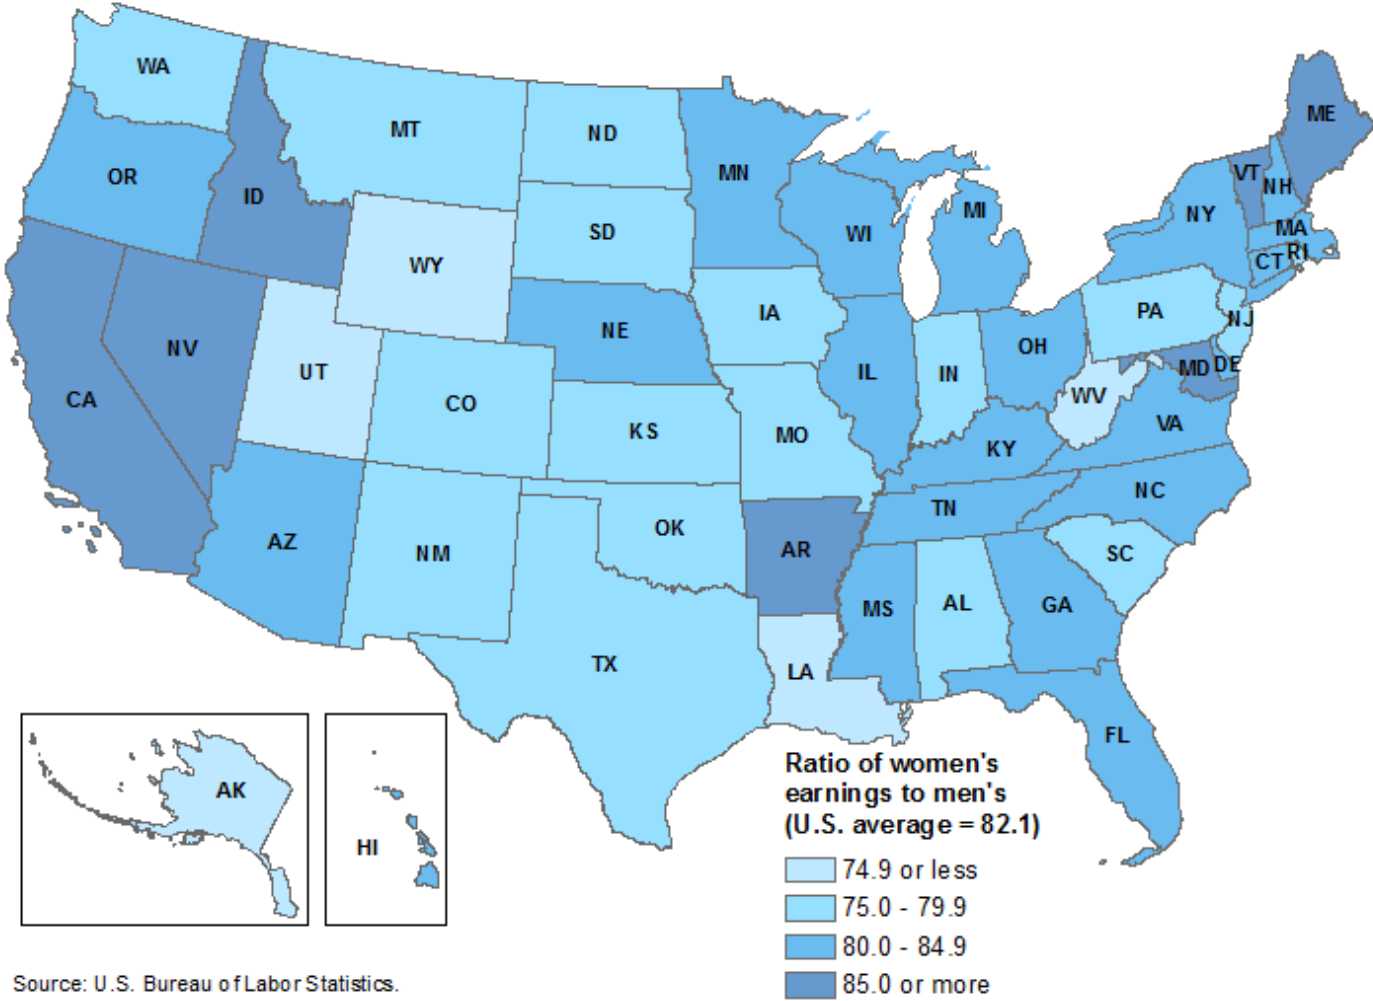 WA
MT
ND
MN
ME
OR
ID
SD
WI
MI
VT
NH
NY
MA
WY
CT
RI
IA
PA
NJ
NE
NV
UT
CO
IL
IN
OH
MD
DE
WV
CA
KS
MO
KY
VA
AZ
NM
OK
AR
TN
NC
SC
MS
AL
GA
TX
LA
FL
AK
HI
Ratio of women's
earnings to men's
(U.S. average = 82.1)
74.9 or less
75.0 - 79.9
80.0 - 84.9
85.0 or more
Source: U.S. Bureau of Labor Statistics.